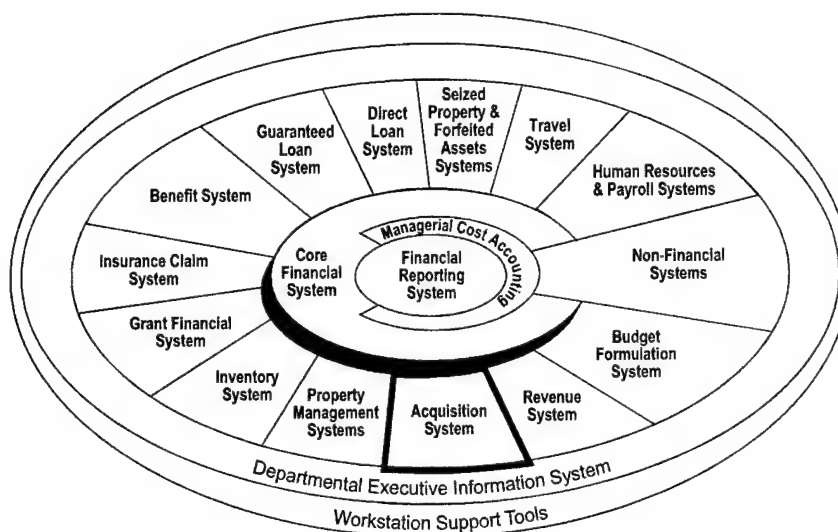 Seized
Property &
Forfeited
Assets
Systems
Direct
Loan
System
Travel
System
Guaranteed
Loan
System
Human Resources
& Payroll Systems
Benefit System
Managerial Cost Accounting
Insurance Claim
System
Core
Financial
System
Financial
Reporting
System
Non-Financial
Systems
Grant Financial
System
Budget
Formulation
System
Inventory
System
Property
Management
Systems
Acquisition
System
Revenue
System
Departmental Executive Information System
Workstation Support Tools